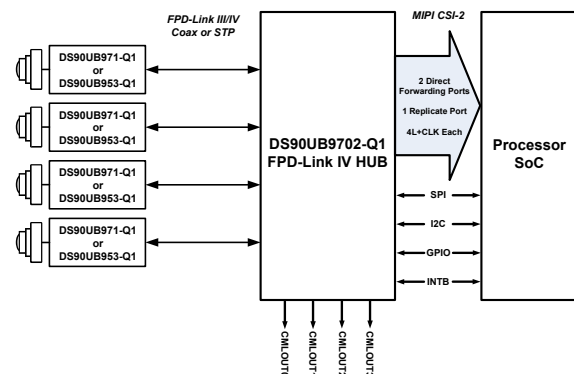 FPD-Link III/IV
Coax or STP
MIPI CSI-2
DS90UB971-Q1
or
DS90UB953-Q1
DS90UB971-Q1
or
DS90UB953-Q1
DS90UB971-Q1
or
DS90UB953-Q1
DS90UB971-Q1
or
DS90UB953-Q1
DS90UB9702-Q1
FPD-Link IV HUB
2 Direct
Forwarding Ports
1 Replicate Port
4L+CLK Each
SPI
I2C
GPIO
INTB
Processor
SoC